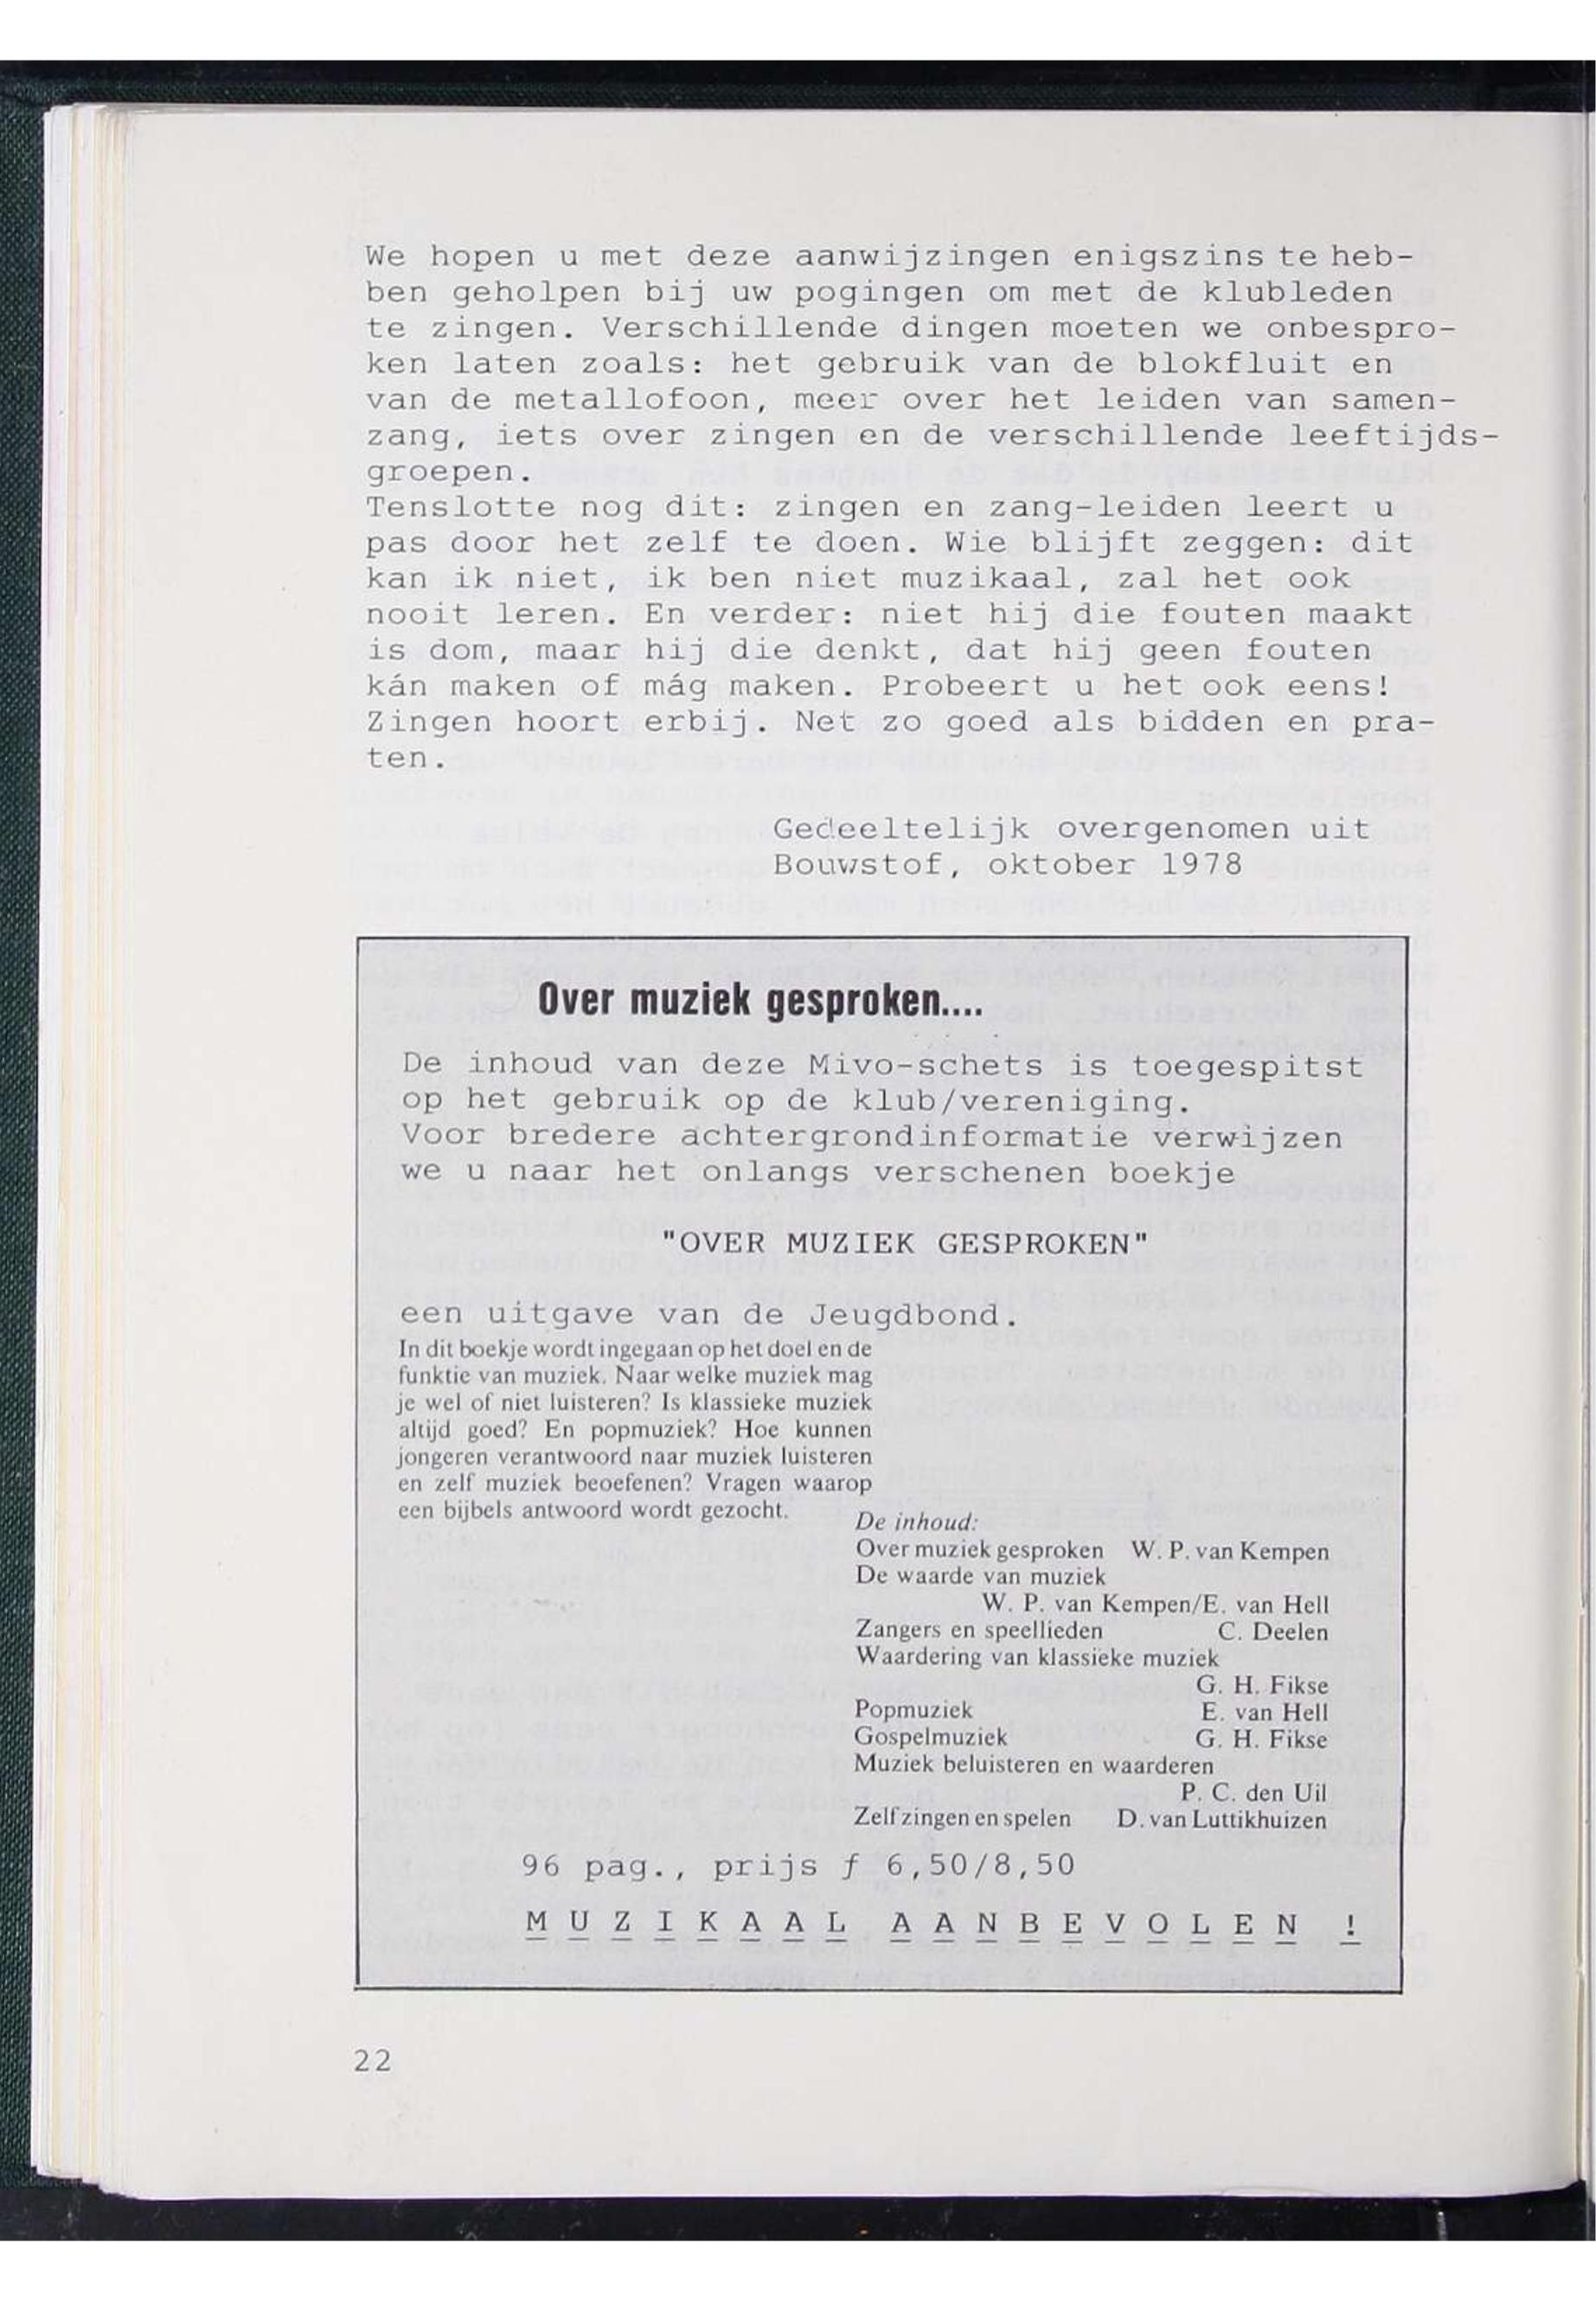 We hopen u met deze aanwijzingen enigszins te heb-
ben geholpen bij uw pogingen om met de klubleden
te zingen. Verschillende dingen moeten we onbespro-
ken laten zoals: het gebruik van de blokfluit en
van de metallofoon, meer over het leiden van samen-
zang, iets over zingen en de verschillende leeftijds-
groepen.
Tenslotte nog dit: zingen en zang-leiden leert u
pas door het zelf te doen. Wie blijft zeggen: dit
kan ik niet, ik ben niet muzikaal, zal het ook
nooit leren. En verder: niet hij die fouten maakt
is dom, maar hij die denkt, dat hij geen fouten
kán maken of mág maken. Probeert u het ook eens!
Zingen hoort erbij. Net zo goed als bidden en pra-
ten.
Gedeeltelijk overgenomen uit
Bouwstof, oktober 1978
Over muziek gesproken....
De inhoud van deze Mivo-schets is toegespitst
op het gebruik op de klub/vereniging.
Voor bredere achtergrondinformatie verwijzen
we u naar het onlangs verschenen boekje
"OVER MUZIEK GESPROKEN"
een uitgave van de Jeugdbond.
In dit boekje wordt ingegaan op het doel en de
funktie van muziek. Naar welke muziek mag
je wel of niet luisteren? Is klassieke muziek
altijd goed? En popmuziek? Hoe kunnen
jongeren verantwoord naar muziek luisteren
en zelf muziek beoefenen? Vragen waarop
een bijbels antwoord wordt gezocht.
De inhoud:
Over muziek gesproken W. P. van Kempen
De waarde van muziek
W. P. van Kempen/E. van Hell
Zangers en speellieden C. Deelen
Waardering van klassieke muziek
G. H. Fikse
Popmuziek E. van Hell
Gospelmuziek G. H. Fikse
Muziek beluisteren en waarderen
P. C. den Uil
Zelf zingen en spelen D. van Luttikhuizen
96 pag., prijs ƒ 6,50/8,50
M U Z I K A A L A A N B E V O L E N !
22